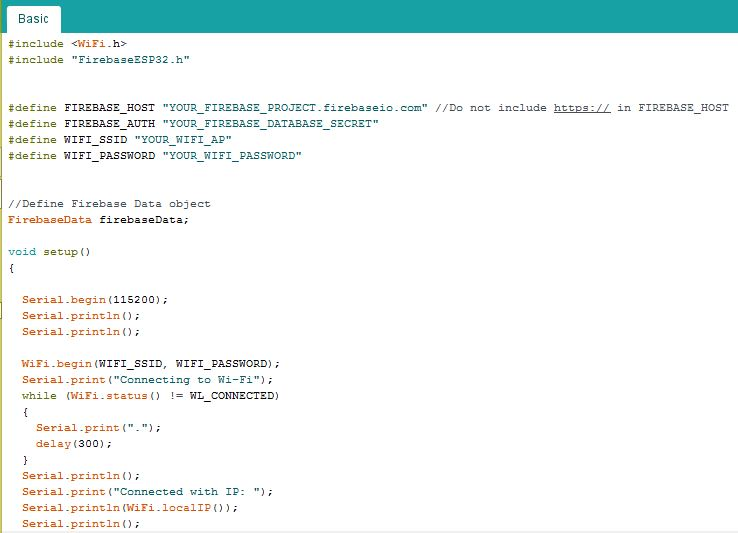 Basic
#include <WiFi.h>
#include "FirebaseESP32.h"
#define FIREBASE_HOST "YOUR_FIREBASE_PROJECT.firebaseio.com" //Do not include https:// in FIREBASE_HOST
#define FIREBASE_AUTH "YOUR_FIREBASE_DATABASE_SECRET"
#define WIFI_SSID "YOUR_WIFI_AP"
#define WIFI_PASSWORD "YOUR_WIFI_PASSWORD"
//Define Firebase Data object
FirebaseData firebaseData;
void setup()
{
  Serial.begin(115200);
  Serial.println();
  Serial.println();
  WiFi.begin(WIFI_SSID, WIFI_PASSWORD);
  Serial.print("Connecting to Wi-Fi");
  while (WiFi.status() != WL_CONNECTED)
  {
    Serial.print(".");
    delay(300);
  }
  Serial.println();
  Serial.print("Connected with IP: ");
  Serial.println(WiFi.localIP());
  Serial.println();